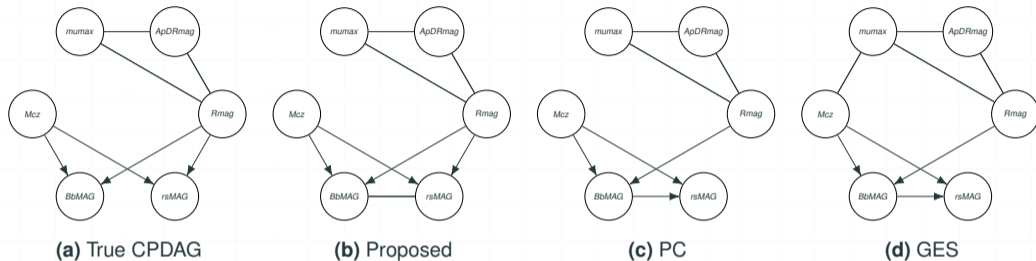 mumax ApDRmag mumax ApDRmag mumax ApDRmag mumax ApDRmag
Mcz Rmag Mcz Rmag Mcz Rmag Mcz Rmag
BbMAG rsMAG BbMAG rsMAG BbMAG rsMAG BbMAG rsMAG
(a) True CPDAG (b) Proposed (c) PC (d) GES